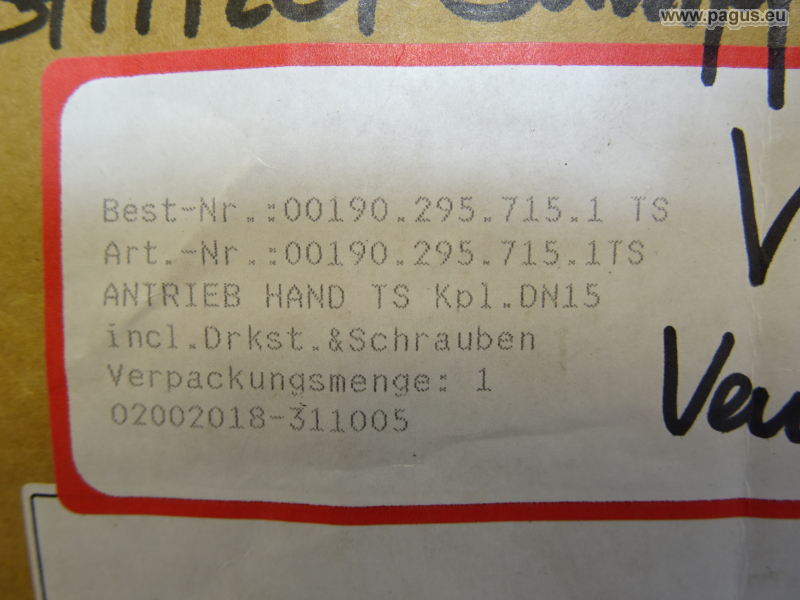 www.pagus.eu
Best-Nr.:00190.295.715.1 TS
Art.-Nr.:00190.295.715.1TS
ANTRIEB HAND TS Kpl.DN15
incl.Drkst.&Schrauben
Verpackungsmenge: 1
02002018-311005